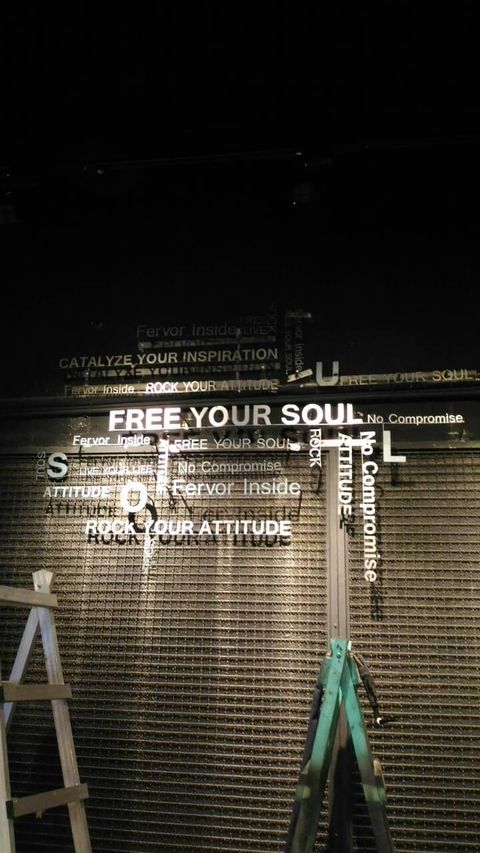 Fervor Inside LIVE
CATALYZE YOUR INSPIRATION
Fervor Inside ROCK YOUR ATTITUDE
U FREE YOUR SOUL
FREE YOUR SOUL No Compromise
Fervor Inside FREE YOUR SOUL
ROCK
ATTITUDE
No Compromise
L
SOUL
S LIVE YOUR LIFE No Compromise
ATTITUDE O Fervor Inside
ROCK YOUR ATTITUDE